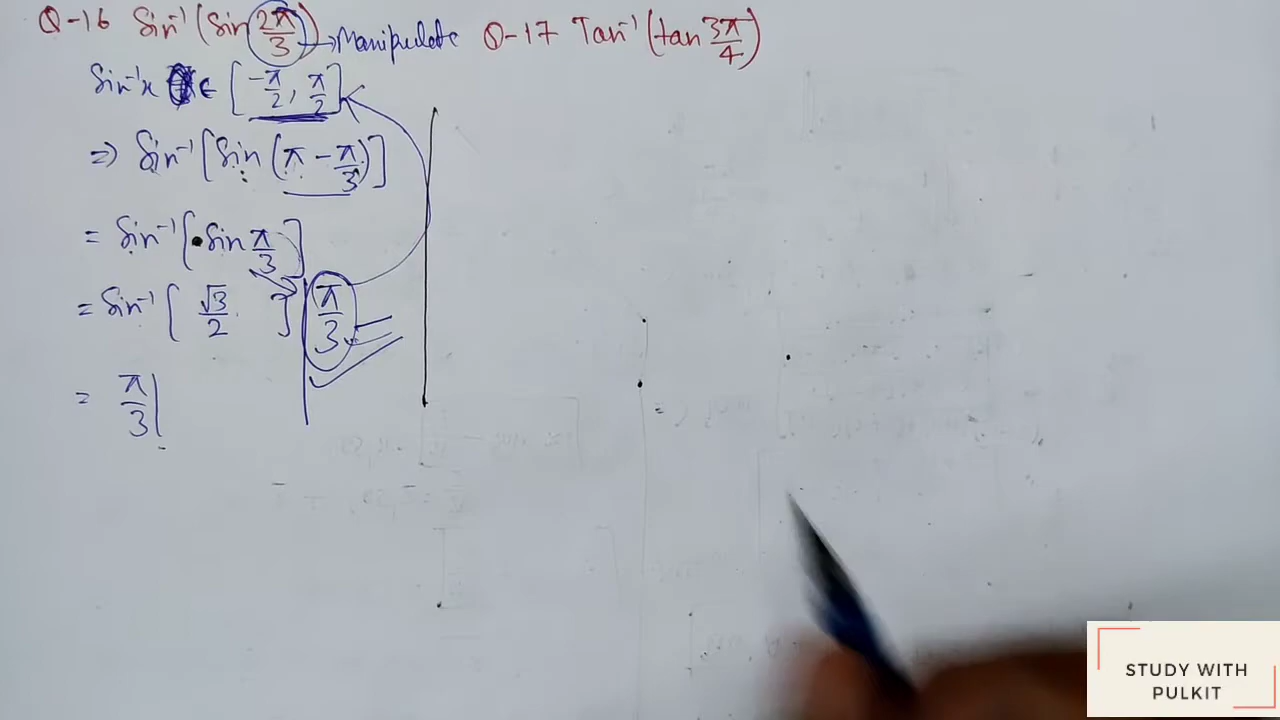 Q-16 Sin⁻¹(Sin 2π/3) → Manipulate Q-17 Tan⁻¹(tan 3π/4)
Sin⁻¹x ∈ [-π/2, π/2]
⇒ Sin⁻¹[Sin(π - π/3)]
= Sin⁻¹[Sin π/3]
= Sin⁻¹[√3/2] π/3
= π/3
STUDY WITH
PULKIT